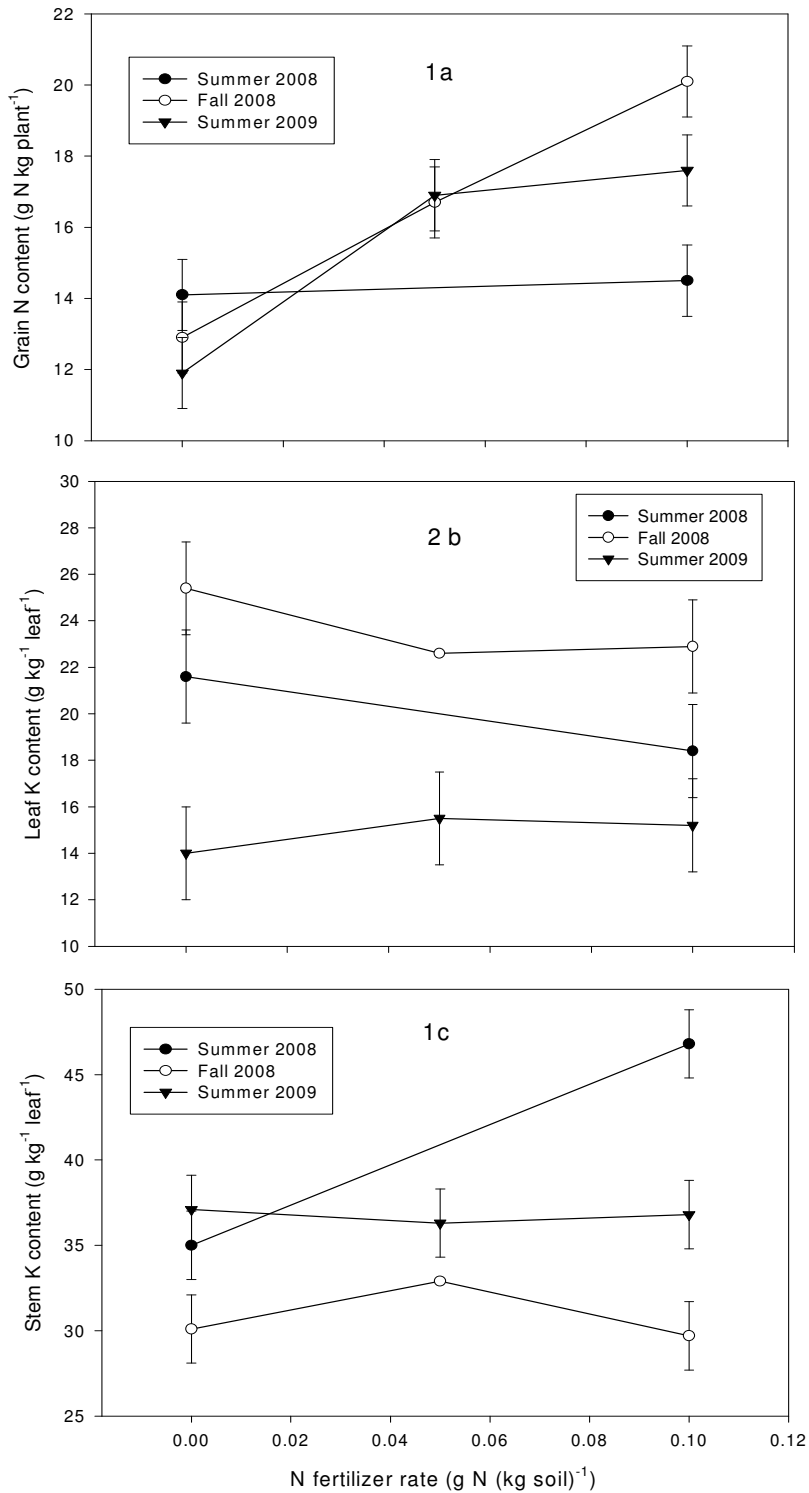 22
20
18
16
14
12
10
Grain N content (g N kg plant⁻¹)
1a
Summer 2008
Fall 2008
Summer 2009
30
28
26
24
22
20
18
16
14
12
10
Leaf K content (g kg⁻¹ leaf⁻¹)
2 b
Summer 2008
Fall 2008
Summer 2009
50
45
40
35
30
25
Stem K content (g kg⁻¹ leaf⁻¹)
1c
Summer 2008
Fall 2008
Summer 2009
0.00 0.02 0.04 0.06 0.08 0.10 0.12
N fertilizer rate (g N (kg soil)⁻¹